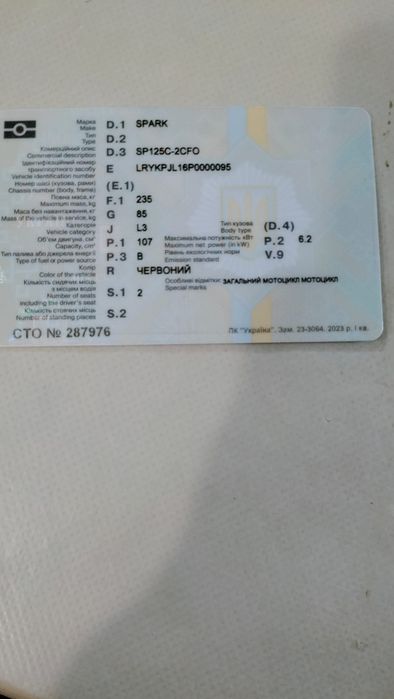 Марка
Make
D.1 SPARK
Тип
Type
D.2
Комерційний опис
Commercial description
D.3 SP125C-2CFO
Ідентифікаційний номер
транспортного засобу
Vehicle identification number
E LRYKPJL16P0000095
Номер шасі (кузова, рами)
Chassis number (body, frame)
(E.1)
Повна маса, кг
Maximum mass, kg
F.1 235
Маса без навантаження, кг
Mass of the vehicle in service, kg
G 85
Категорія
Vehicle category
J L3
Тип кузова
Body type
(D.4)
Об'єм двигуна, см³
Capacity, cm³
P.1 107
Максимальна потужність кВт
Maximum net power (in kW)
P.2 6.2
Тип палива або джерела енергії
Type of fuel or power source
P.3 B
Рівень екологічних норм
Emission standard
V.9
Колір
Color of the vehicle
R ЧЕРВОНИЙ
Особливі відмітки: ЗАГАЛЬНИЙ МОТОЦИКЛ МОТОЦИКЛ
Special marks
Кількість сидячих місць
з місцем водія
Number of seats
including the driver's seat
S.1 2
Кількість стоячих місць
Number of standing places
S.2
СТО № 287976
ПК "Україна". Зам. 23-3064. 2023 р. І кв.